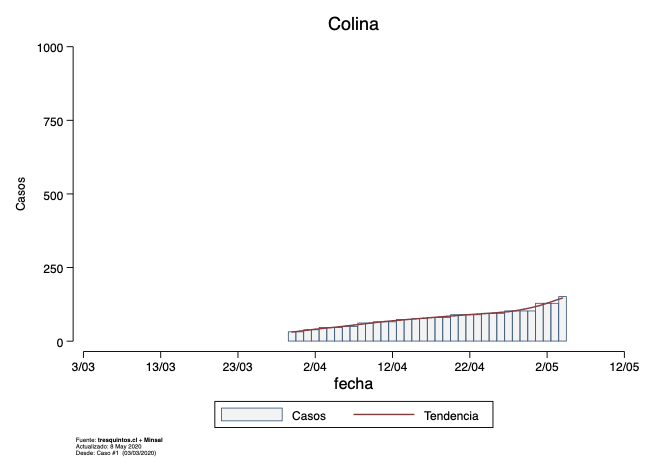 Colina
1000
750
500
250
0
Casos
3/03 13/03 23/03 2/04 12/04 22/04 2/05 12/05
fecha
Casos Tendencia
Fuente: tresquintos.cl + Minsal
Actualizado: 8 May 2020
Desde: Caso #1 (03/03/2020)